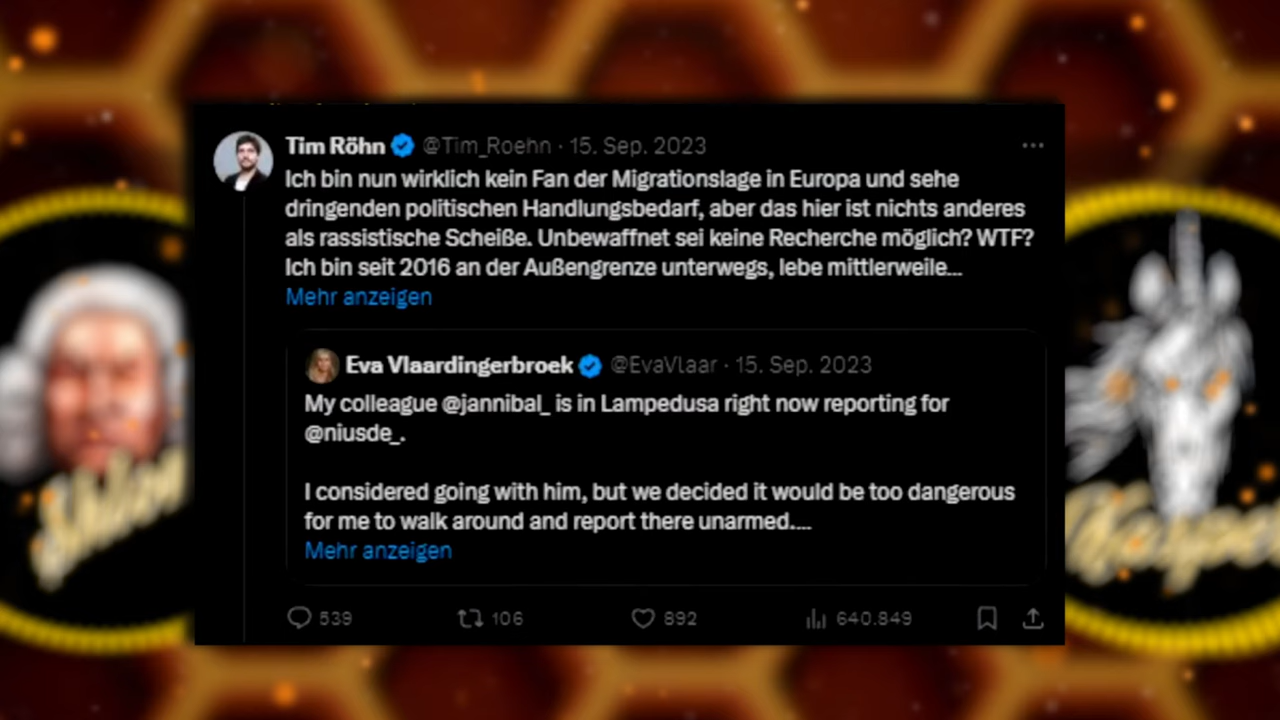 Tim Röhn @Tim_Roehn · 15. Sep. 2023
Ich bin nun wirklich kein Fan der Migrationslage in Europa und sehe
dringenden politischen Handlungsbedarf, aber das hier ist nichts anderes
als rassistische Scheiße. Unbewaffnet sei keine Recherche möglich? WTF?
Ich bin seit 2016 an der Außengrenze unterwegs, lebe mittlerweile...
Mehr anzeigen
Eva Vlaardingerbroek @EvaVlaar · 15. Sep. 2023
My colleague @jannibal_ is in Lampedusa right now reporting for
@niusde_.
I considered going with him, but we decided it would be too dangerous
for me to walk around and report there unarmed....
Mehr anzeigen
539 106 892 640.849